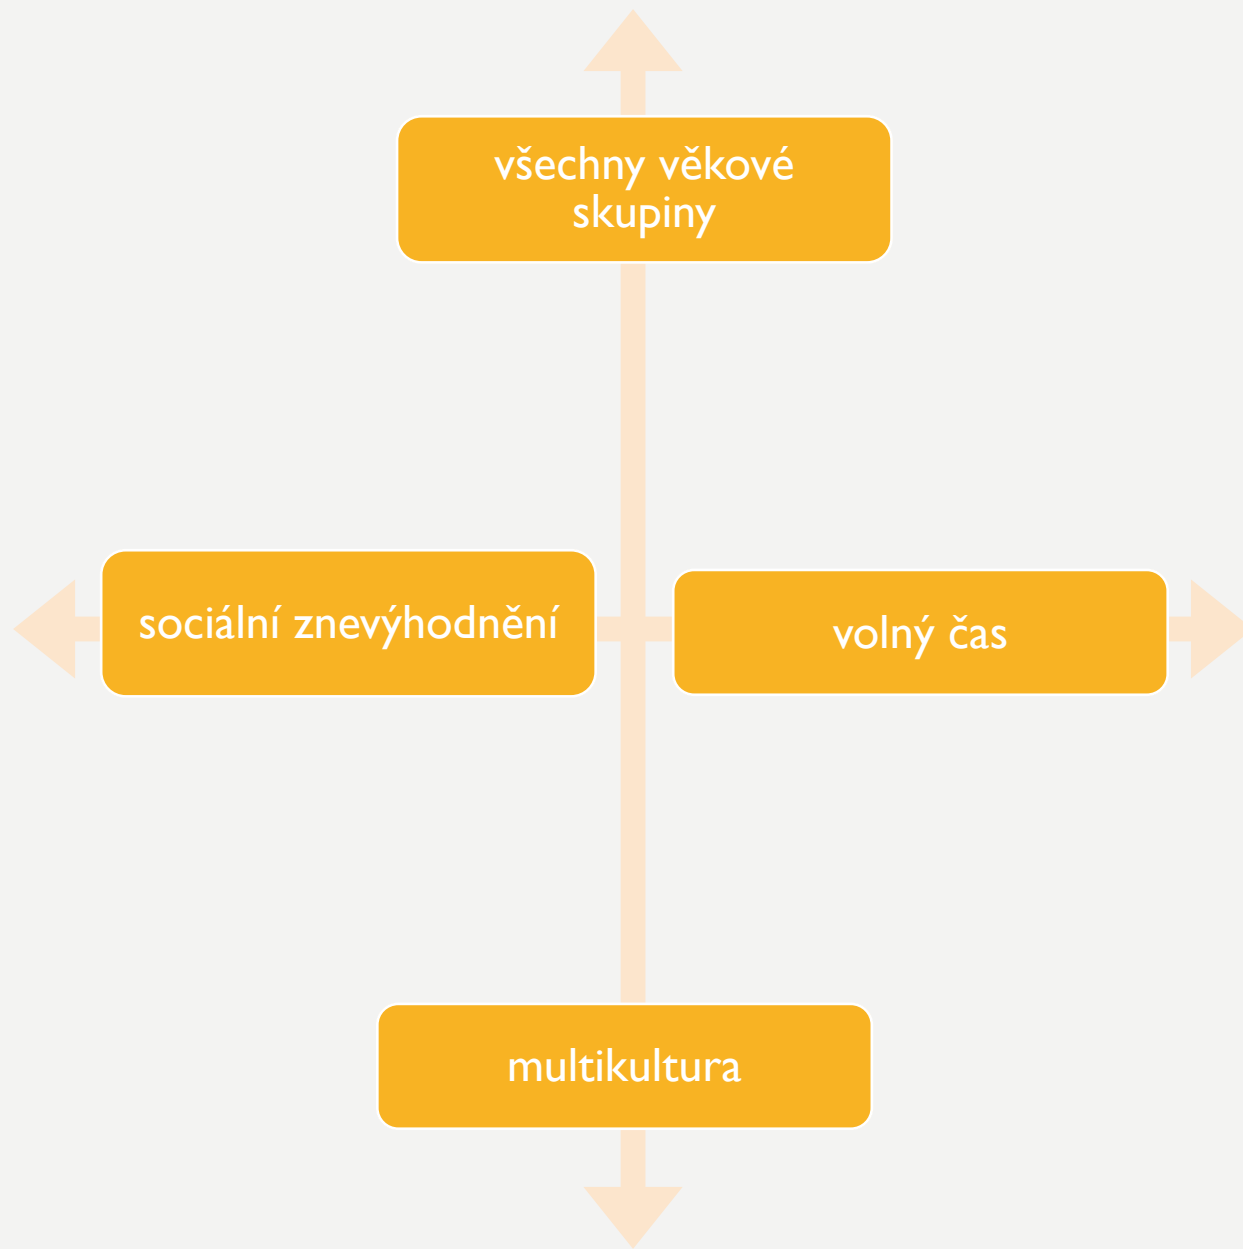 všechny věkové
skupiny
sociální znevýhodnění
volný čas
multikultura